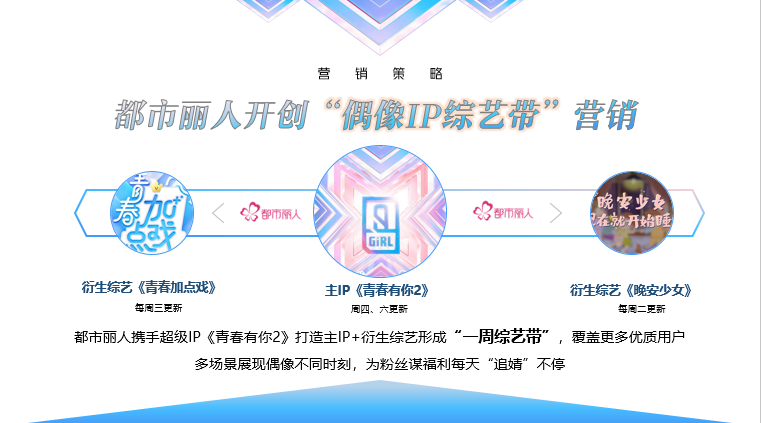 营销策略
都市丽人开创“偶像IP综艺带”营销
青春加点戏
都市丽人
GiRL
都市丽人
晚安少女
现在就开始睡
衍生综艺《青春加点戏》
主IP《青春有你2》
衍生综艺《晚安少女》
每周三更新
周四、六更新
每周二更新
都市丽人携手超级IP《青春有你2》打造主IP+衍生综艺形成“一周综艺带”，覆盖更多优质用户
多场景展现偶像不同时刻，为粉丝谋福利每天“追婧”不停